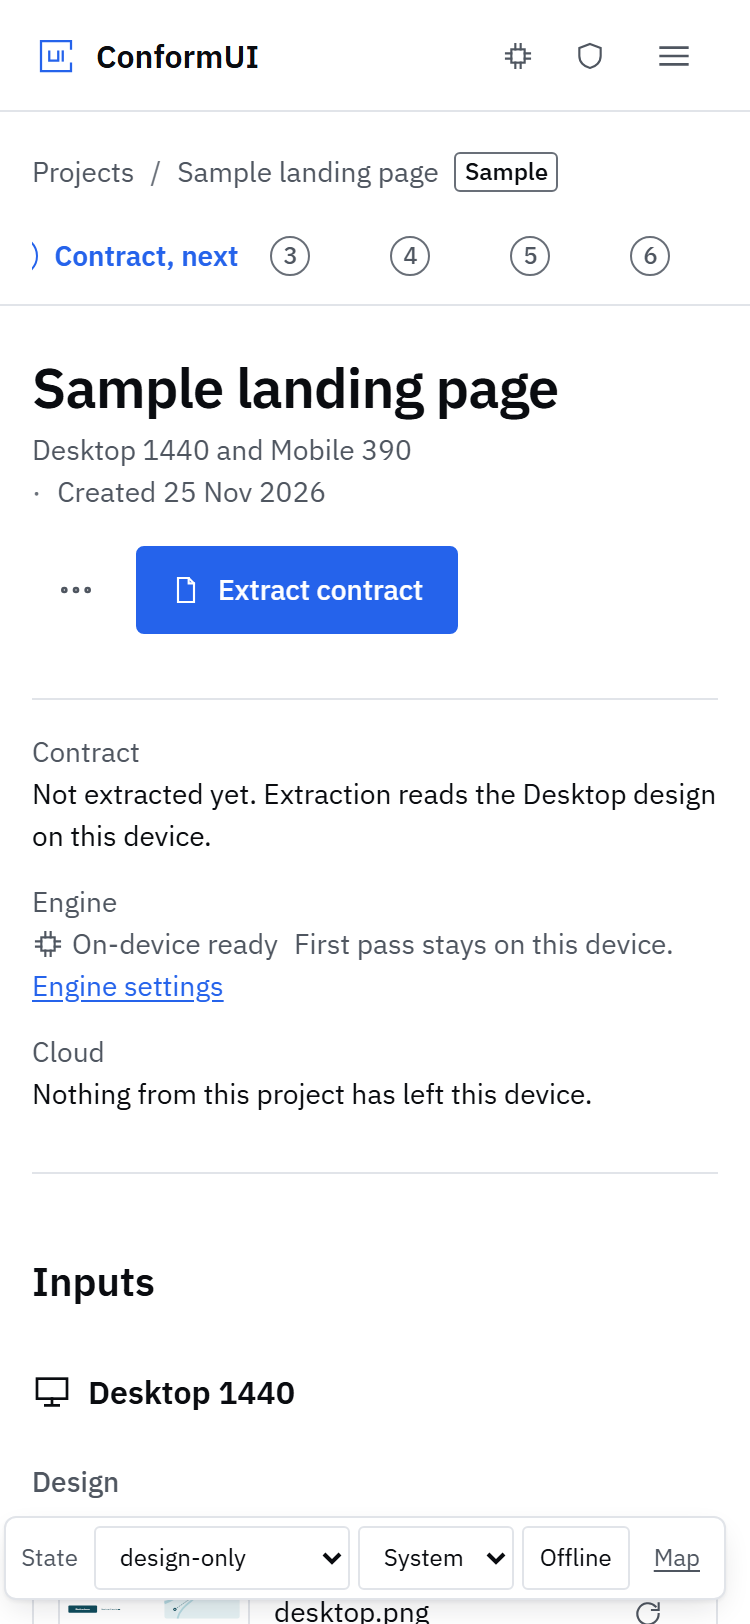 ConformUI
Projects / Sample landing page Sample
Contract, next 3 4 5 6
Sample landing page
Desktop 1440 and Mobile 390
· Created 25 Nov 2026
Extract contract
Contract
Not extracted yet. Extraction reads the Desktop design
on this device.
Engine
On-device ready First pass stays on this device.
Engine settings
Cloud
Nothing from this project has left this device.
Inputs
Desktop 1440
Design
State design-only System Offline Map
desktop.png